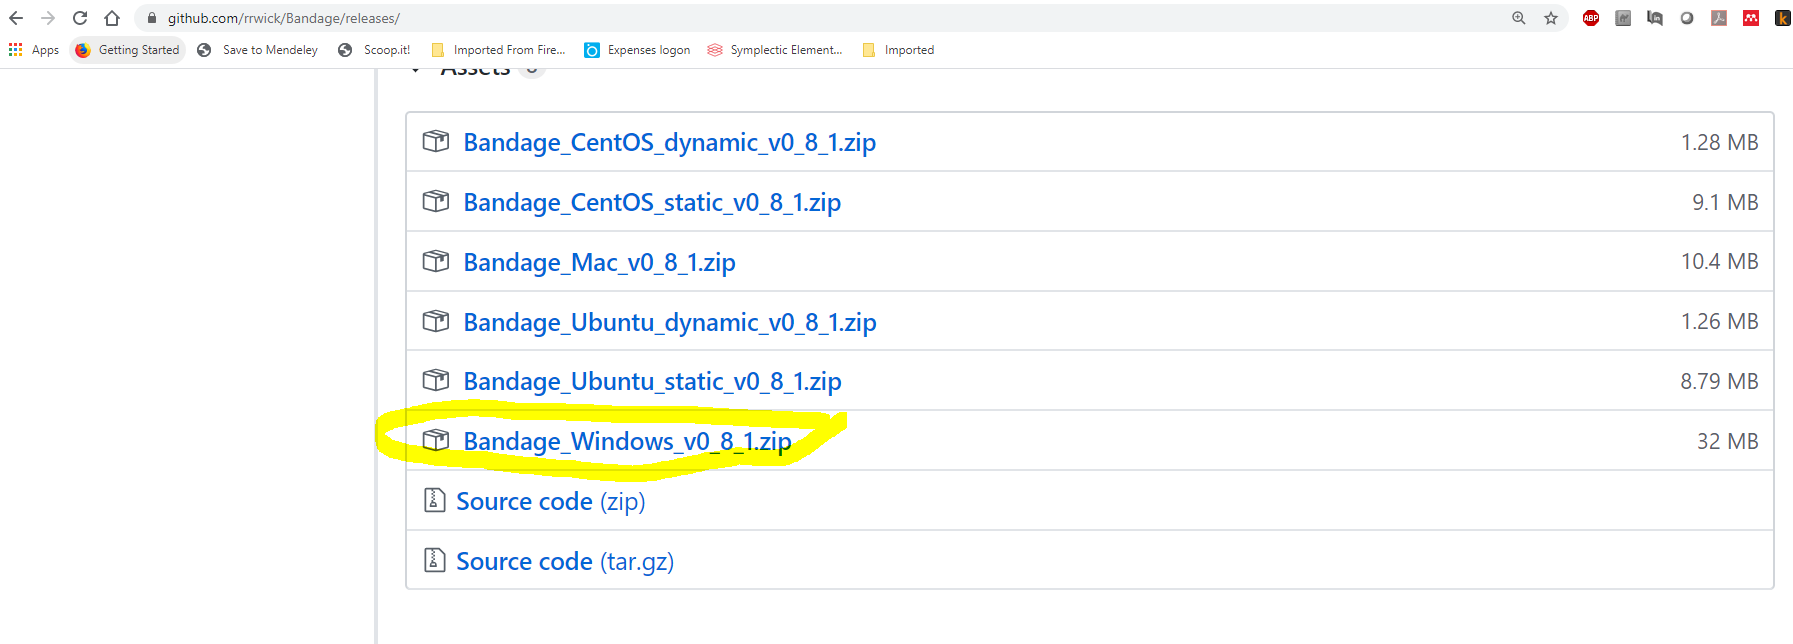 github.com/rrwick/Bandage/releases/
ABP
Apps Getting Started Save to Mendeley Scoop.it! Imported From Fire... Expenses logon Symplectic Element... Imported
Assets 8
Bandage_CentOS_dynamic_v0_8_1.zip 1.28 MB
Bandage_CentOS_static_v0_8_1.zip 9.1 MB
Bandage_Mac_v0_8_1.zip 10.4 MB
Bandage_Ubuntu_dynamic_v0_8_1.zip 1.26 MB
Bandage_Ubuntu_static_v0_8_1.zip 8.79 MB
Bandage_Windows_v0_8_1.zip 32 MB
Source code (zip)
Source code (tar.gz)